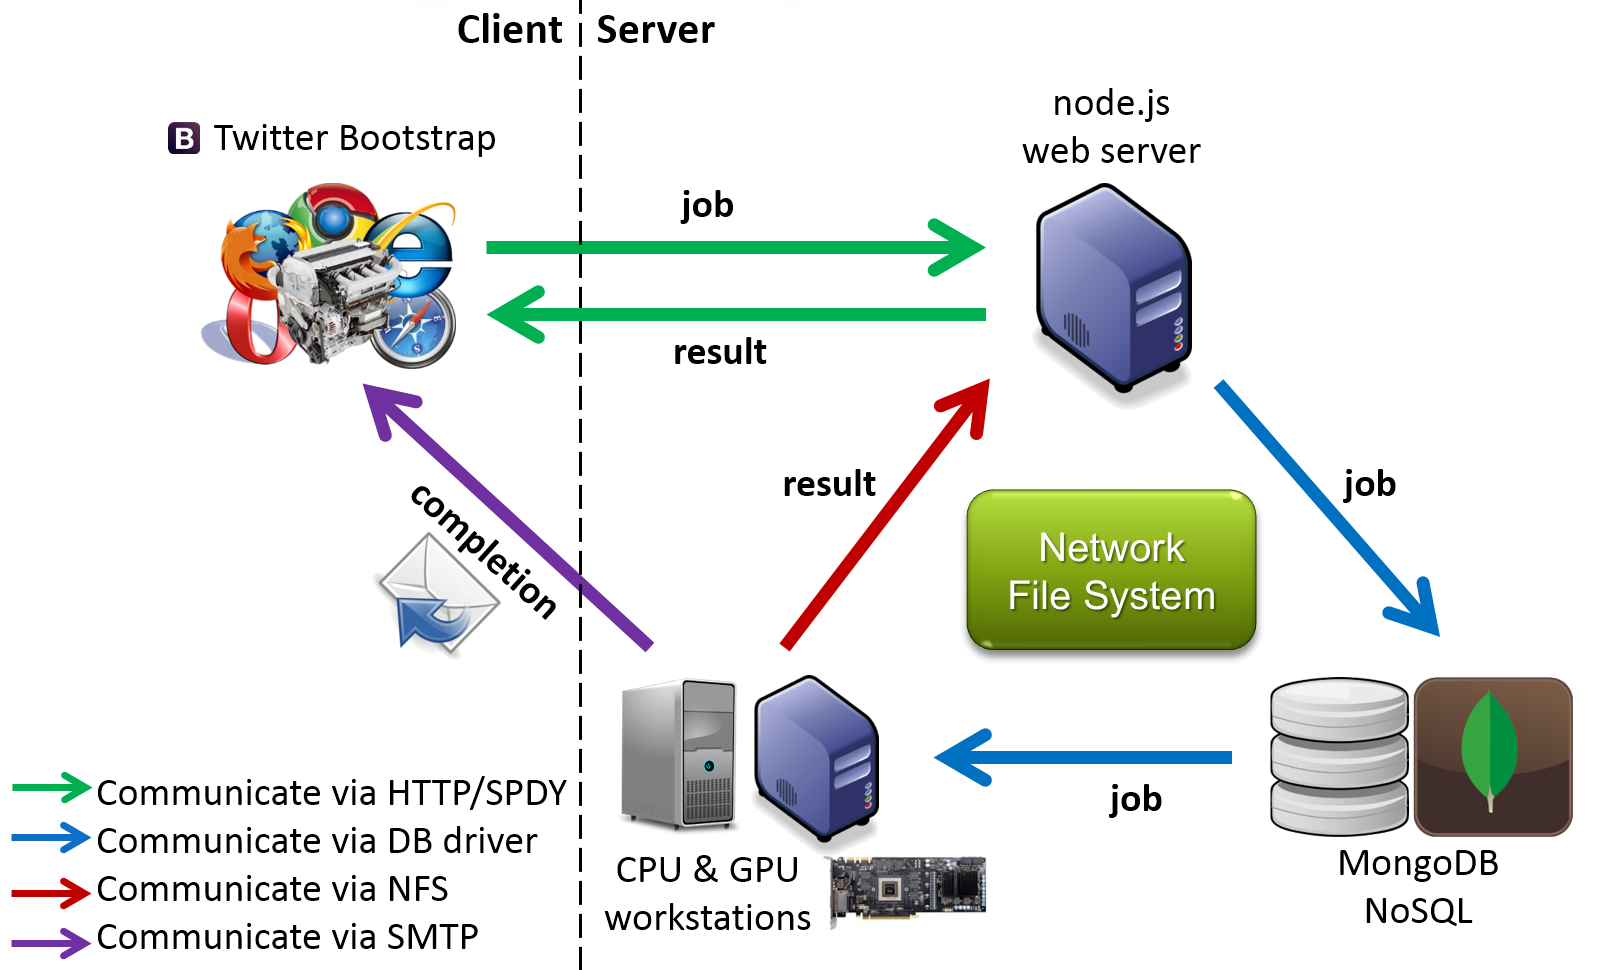 Client
Server
B Twitter Bootstrap
node.js
web server
job
result
result
job
completion
Network
File System
job
CPU & GPU
workstations
MongoDB
NoSQL
Communicate via HTTP/SPDY
Communicate via DB driver
Communicate via NFS
Communicate via SMTP